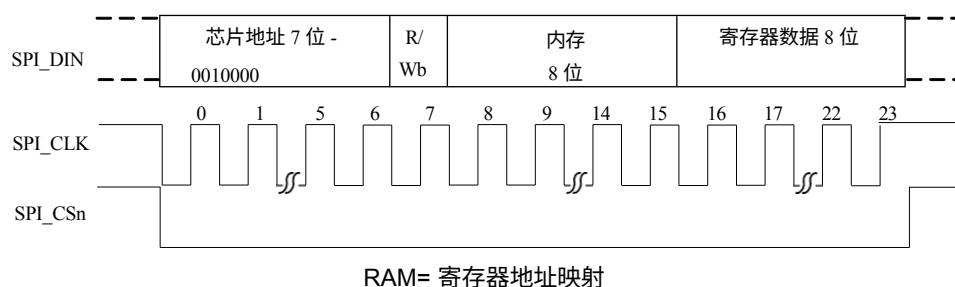 芯片地址 7 位 -
0010000
R/
Wb
内存
8 位
寄存器数据 8 位
SPI_DIN
0 1 5 6 7 8 9 14 15 16 17 22 23
SPI_CLK
SPI_CSn
RAM= 寄存器地址映射